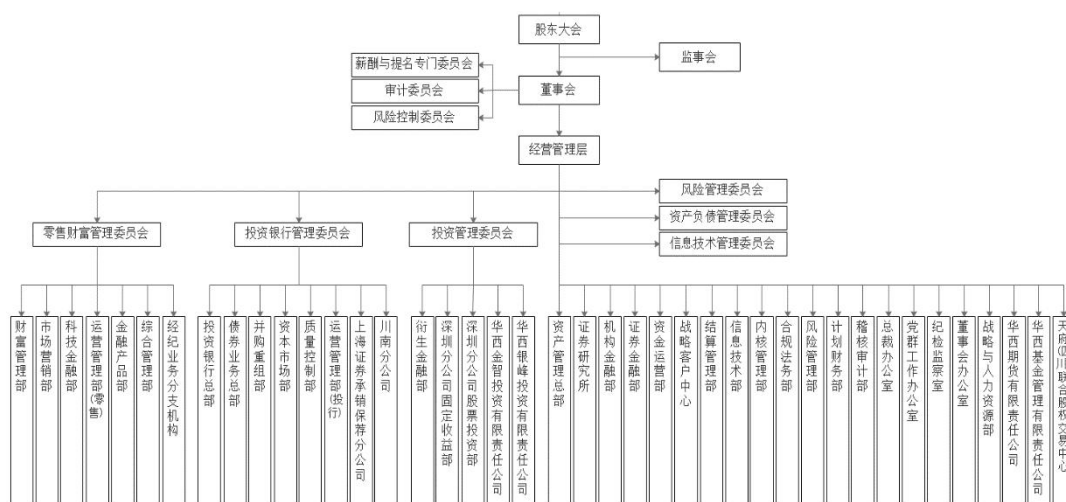 股东大会
监事会
薪酬与提名专门委员会
审计委员会
风险控制委员会
董事会
经营管理层
风险管理委员会
资产负债管理委员会
信息技术管理委员会
零售财富管理委员会
投资银行管理委员会
投资管理委员会
财富管理部
市场营销部
科技金融部
运营管理部(零售)
金融产品部
综合管理部
经纪业务分支机构
投资银行总部
债券业务总部
并购重组部
资本市场部
质量控制部
运营管理部(投行)
上海证券承销保荐分公司
川南分公司
衍生金融部
深圳分公司固定收益部
深圳分公司股票投资部
华西金智投资有限责任公司
华西银峰投资有限责任公司
资产管理总部
证券研究所
机构金融部
证券金融部
资金运营部
战略客户中心
结算管理部
信息技术部
内核管理部
合规法务部
风险管理部
计划财务部
稽核审计部
总裁办公室
党群工作办公室
纪检监察室
董事会办公室
战略与人力资源部
华西期货有限责任公司
华西基金管理有限责任公司
天府(四川)联合股权交易中心